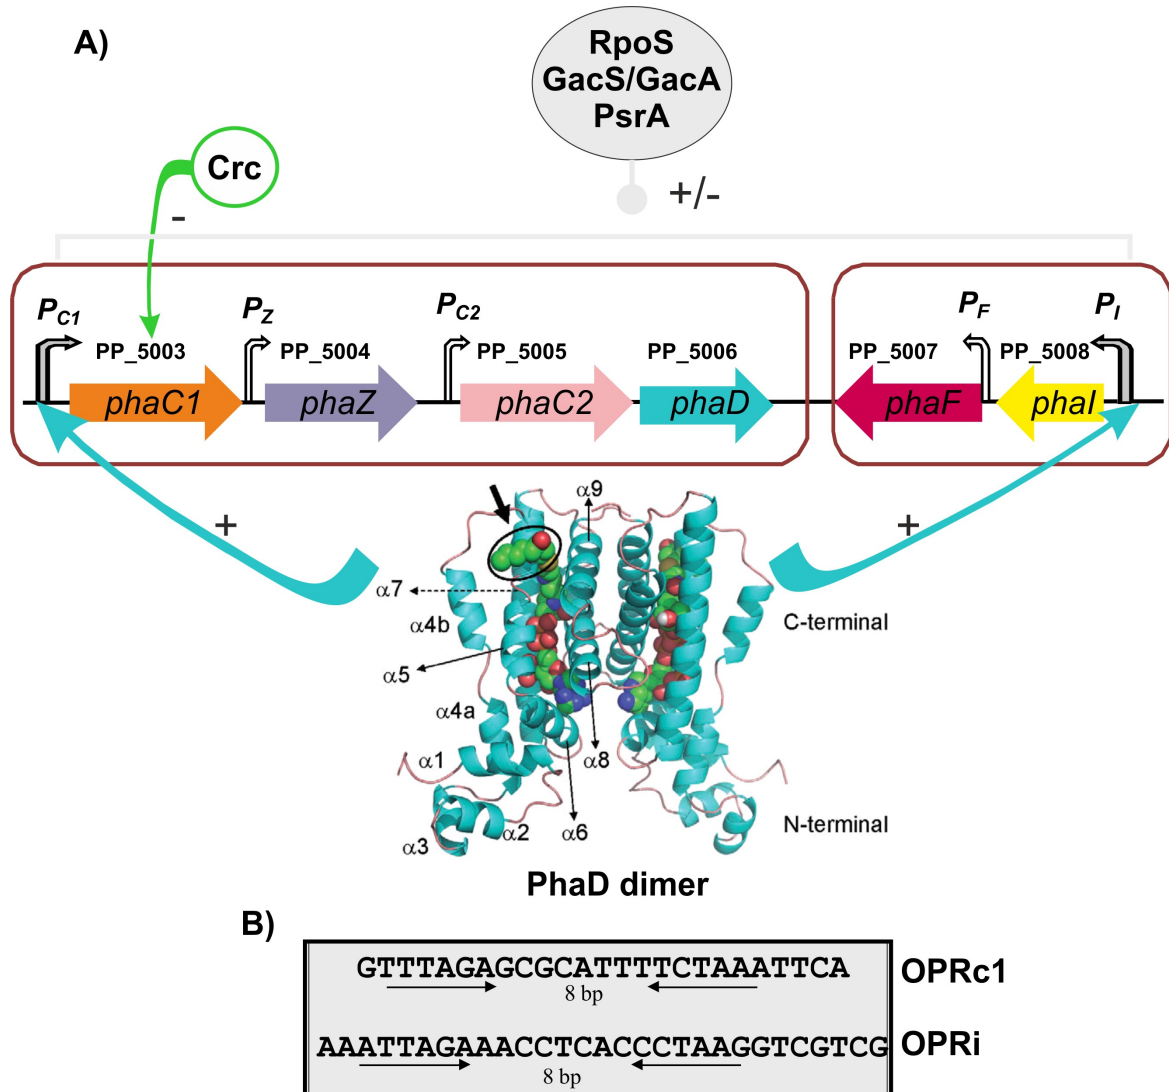 A)
RpoS
GacS/GacA
PsrA
Crc
-
+/-
PC1
PZ
PC2
PF
PI
PP_5003
PP_5004
PP_5005
PP_5006
PP_5007
PP_5008
phaC1
phaZ
phaC2
phaD
phaF
phaI
+
+
α9
α7
α4b
α5
α4a
α1
α3
α2
α6
α8
C-terminal
N-terminal
PhaD dimer
B)
GTTTAGAGCGCATTTTCTAAATTCA
8 bp
OPRc1
AAATTAGAAACCTCACCCTAAGGTCGTCG
8 bp
OPRi